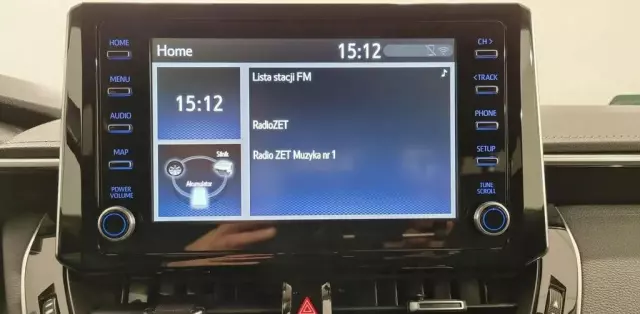 HOME
MENU
AUDIO
MAP
POWER
VOLUME
Home
15:12
15:12
Silnik
Akumulator
Lista stacji FM
RadioZET
Radio ZET Muzyka nr 1
CH >
< TRACK
PHONE
SETUP
TUNE
SCROLL